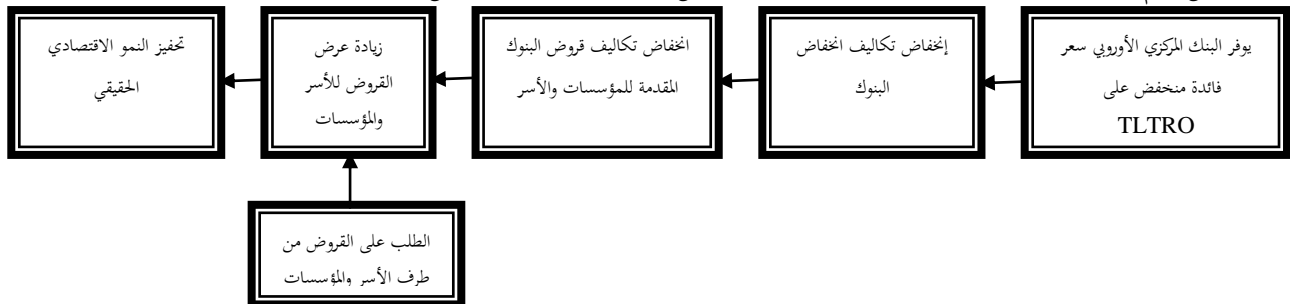 يوفر البنك المركزي الأوروبي سعر
فائدة منخفض على
TLTRO
إنخفاض تكاليف انخفاض
البنوك
انخفاض تكاليف قروض البنوك
المقدمة للمؤسسات والأسر
زيادة عرض
القروض للأسر
والمؤسسات
تحفيز النمو الاقتصادي
الحقيقي
الطلب على القروض من
طرف الأسر والمؤسسات